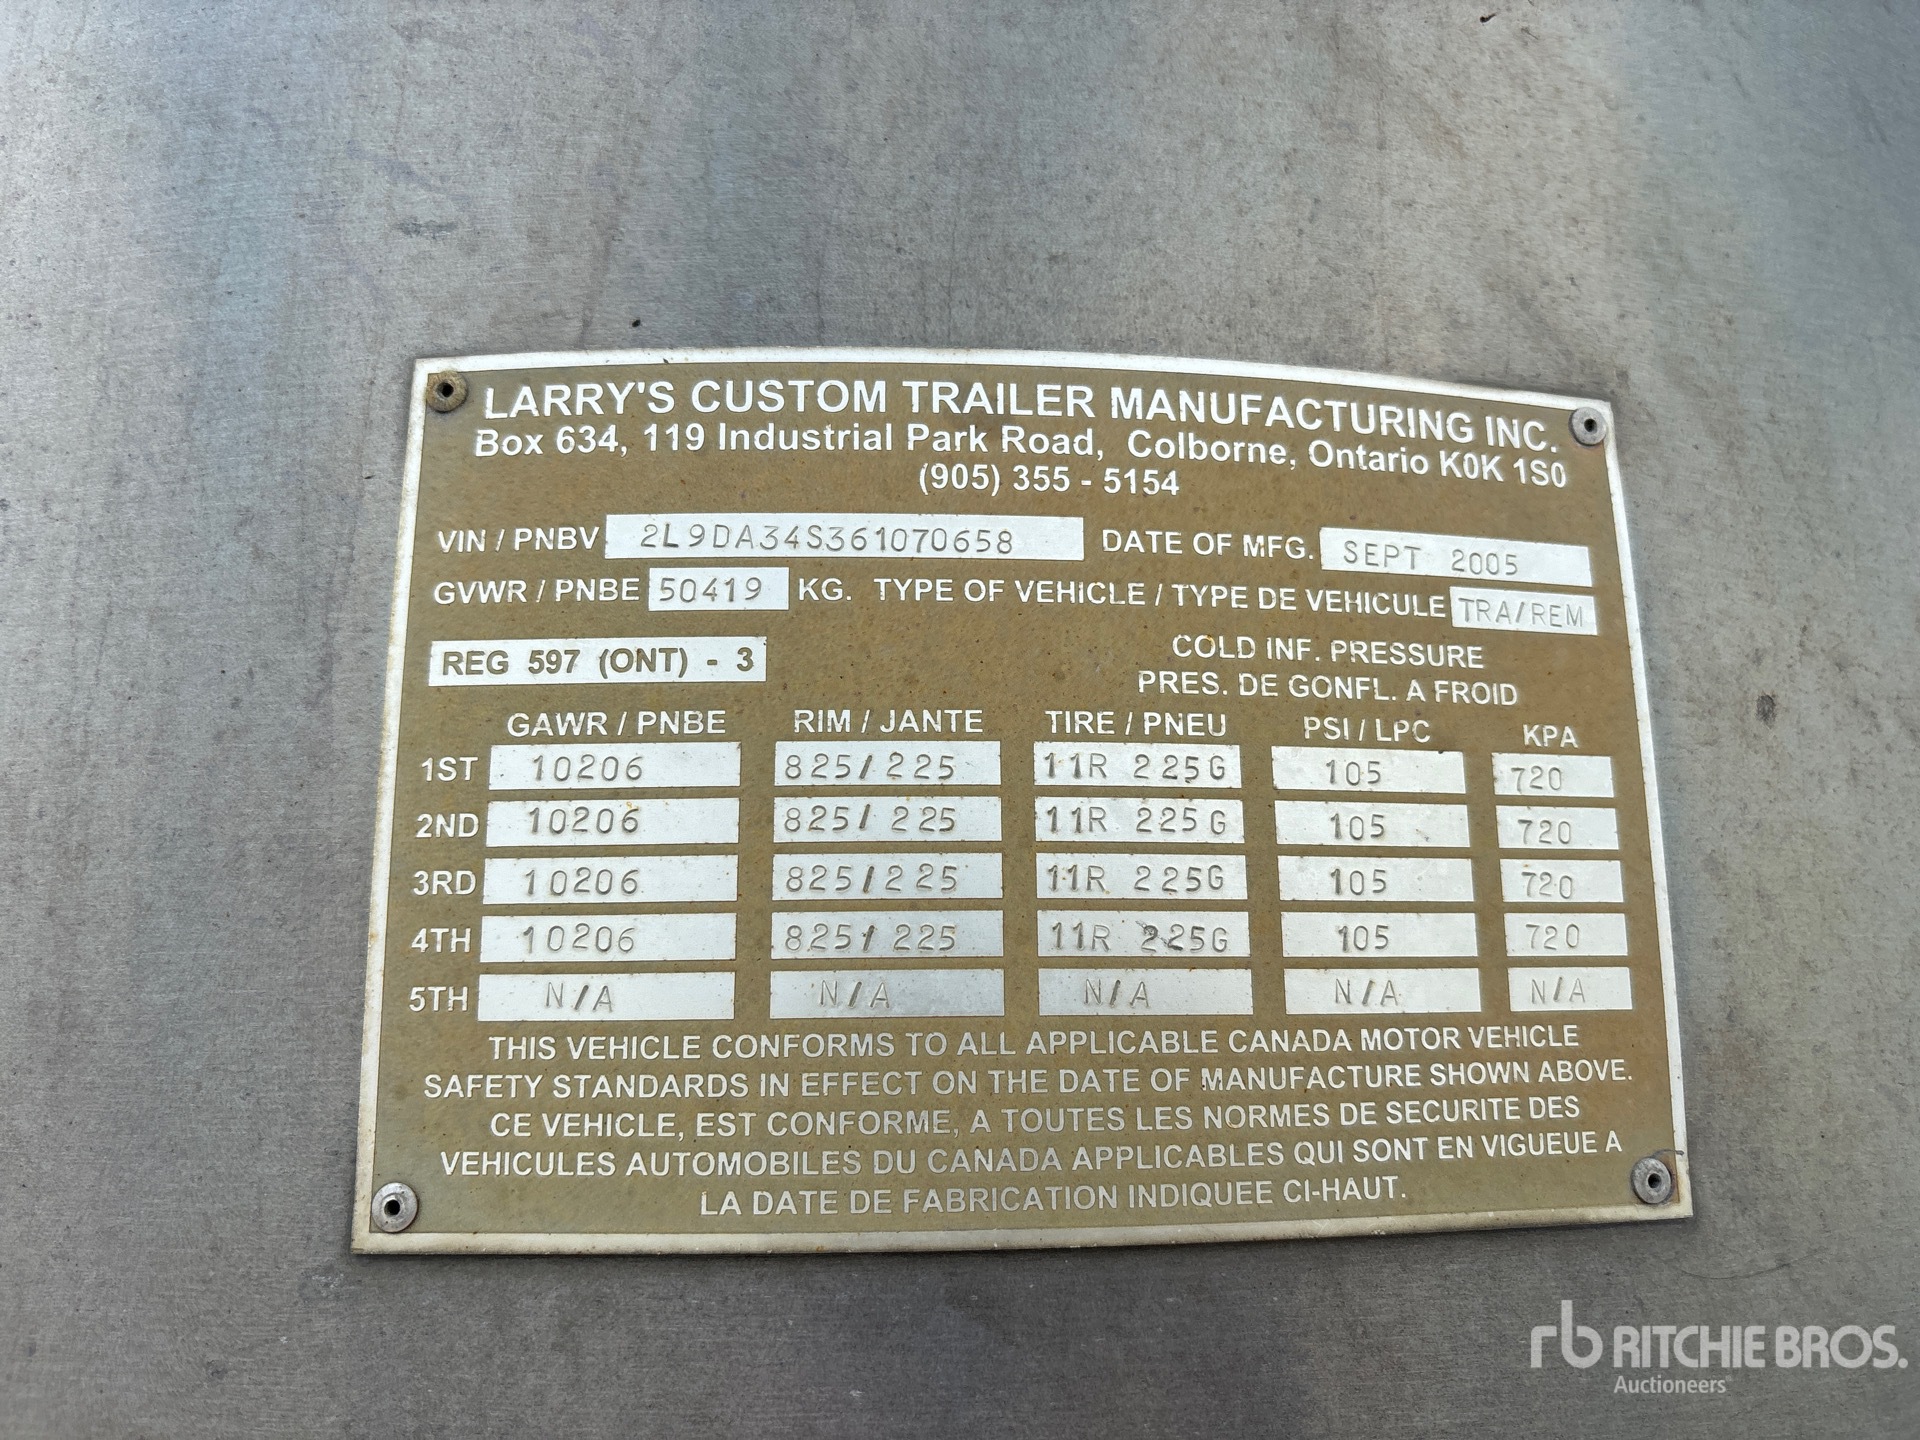 LARRY'S CUSTOM TRAILER MANUFACTURING INC.
Box 634, 119 Industrial Park Road, Colborne, Ontario K0K 1S0
(905) 355 - 5154
VIN / PNBV 2L9DA34S361070658 DATE OF MFG. SEPT 2005
GVWR / PNBE 50419 KG. TYPE OF VEHICLE / TYPE DE VEHICULE TRA/REM
REG 597 (ONT) - 3
COLD INF. PRESSURE
PRES. DE GONFL. A FROID
GAWR / PNBE RIM / JANTE TIRE / PNEU PSI / LPC KPA
1ST 10206 825/225 11R 225G 105 720
2ND 10206 825/ 225 11R 225G 105 720
3RD 10206 825/225 11R 225G 105 720
4TH 10206 825/ 225 11R 225G 105 720
5TH N/A N/A N/A N/A N/A
THIS VEHICLE CONFORMS TO ALL APPLICABLE CANADA MOTOR VEHICLE
SAFETY STANDARDS IN EFFECT ON THE DATE OF MANUFACTURE SHOWN ABOVE.
CE VEHICLE, EST CONFORME, A TOUTES LES NORMES DE SECURITE DES
VEHICULES AUTOMOBILES DU CANADA APPLICABLES QUI SONT EN VIGUEUE A
LA DATE DE FABRICATION INDIQUEE CI-HAUT.
rb RITCHIE BROS.
Auctioneers